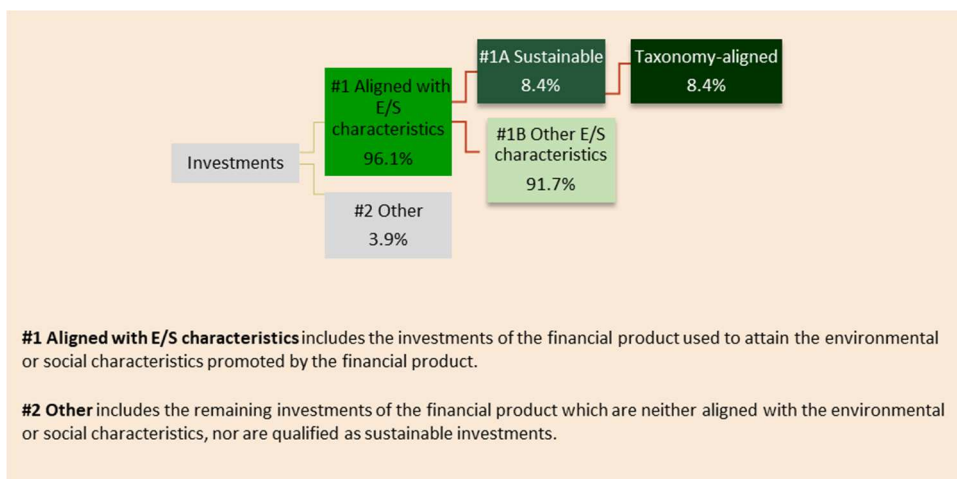 #1A Sustainable
8.4%
Taxonomy-aligned
8.4%
#1 Aligned with
E/S
characteristics
96.1%
#1B Other E/S
characteristics
91.7%
Investments
#2 Other
3.9%
#1 Aligned with E/S characteristics includes the investments of the financial product used to attain the environmental
or social characteristics promoted by the financial product.
#2 Other includes the remaining investments of the financial product which are neither aligned with the environmental
or social characteristics, nor are qualified as sustainable investments.